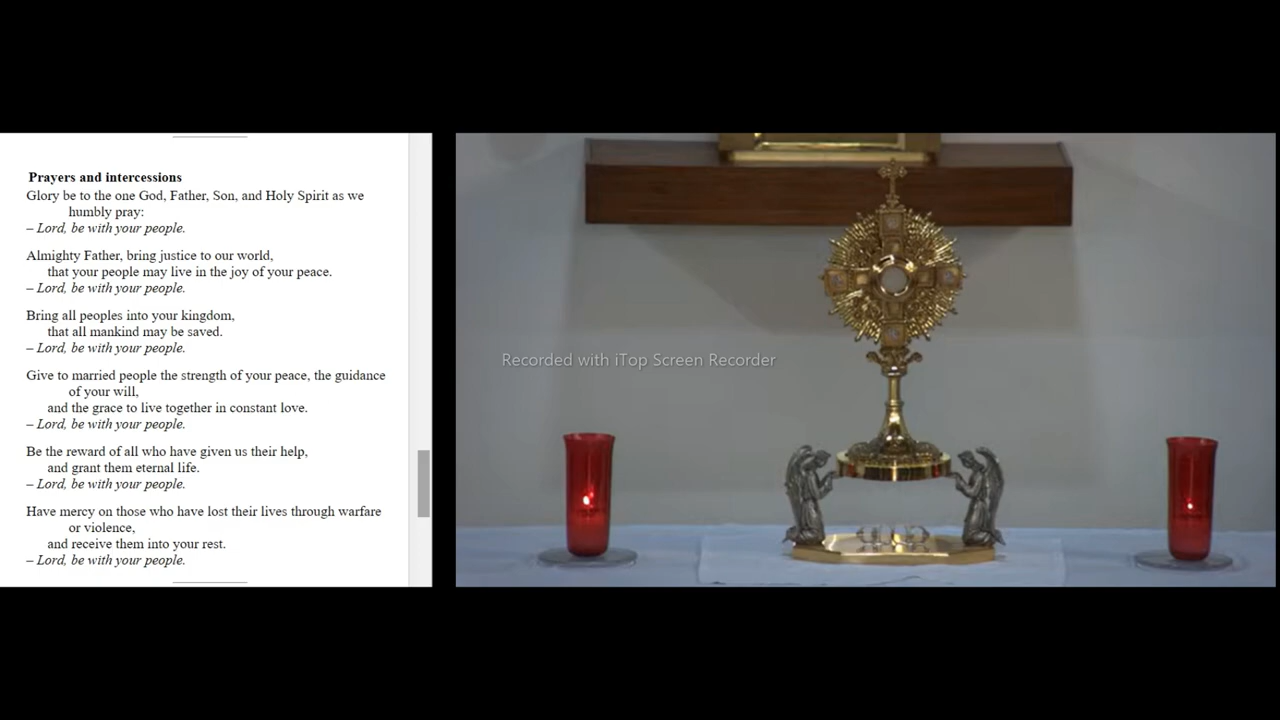 Prayers and intercessions
Glory be to the one God, Father, Son, and Holy Spirit as we
humbly pray:
– Lord, be with your people.
Almighty Father, bring justice to our world,
that your people may live in the joy of your peace.
– Lord, be with your people.
Bring all peoples into your kingdom,
that all mankind may be saved.
– Lord, be with your people.
Give to married people the strength of your peace, the guidance
of your will,
and the grace to live together in constant love.
– Lord, be with your people.
Be the reward of all who have given us their help,
and grant them eternal life.
– Lord, be with your people.
Have mercy on those who have lost their lives through warfare
or violence,
and receive them into your rest.
– Lord, be with your people.
Recorded with iTop Screen Recorder